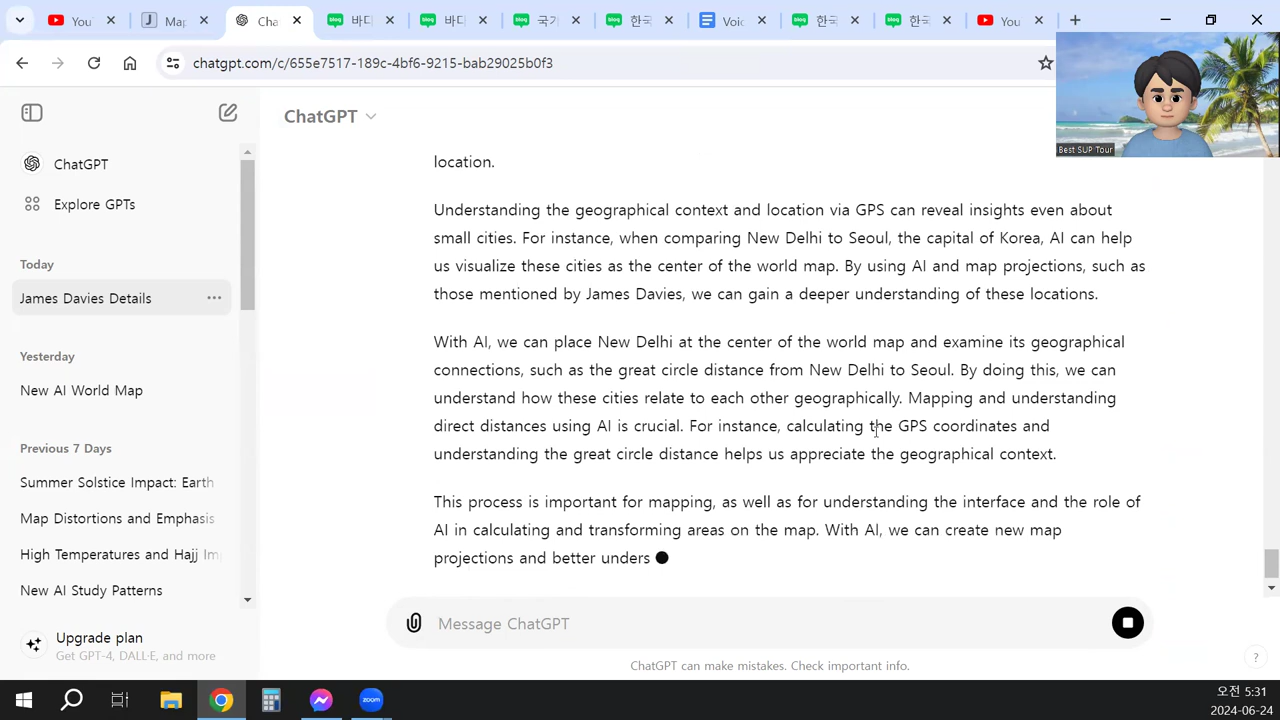 You
Map
Cha
바디
바디
국가
한국
Voic
한국
한국
You
chatgpt.com/c/655e7517-189c-4bf6-9215-bab29025b0f3
Best SUP Tour
ChatGPT
ChatGPT
Explore GPTs
Today
James Davies Details
Yesterday
New AI World Map
Previous 7 Days
Summer Solstice Impact: Earth
Map Distortions and Emphasis
High Temperatures and Hajj Im
New AI Study Patterns
Upgrade plan
Get GPT-4, DALL·E, and more
location.
Understanding the geographical context and location via GPS can reveal insights even about
small cities. For instance, when comparing New Delhi to Seoul, the capital of Korea, AI can help
us visualize these cities as the center of the world map. By using AI and map projections, such as
those mentioned by James Davies, we can gain a deeper understanding of these locations.
With AI, we can place New Delhi at the center of the world map and examine its geographical
connections, such as the great circle distance from New Delhi to Seoul. By doing this, we can
understand how these cities relate to each other geographically. Mapping and understanding
direct distances using AI is crucial. For instance, calculating the GPS coordinates and
understanding the great circle distance helps us appreciate the geographical context.
This process is important for mapping, as well as for understanding the interface and the role of
AI in calculating and transforming areas on the map. With AI, we can create new map
projections and better unders
Message ChatGPT
ChatGPT can make mistakes. Check important info.
?
zoom
오전 5:31
2024-06-24